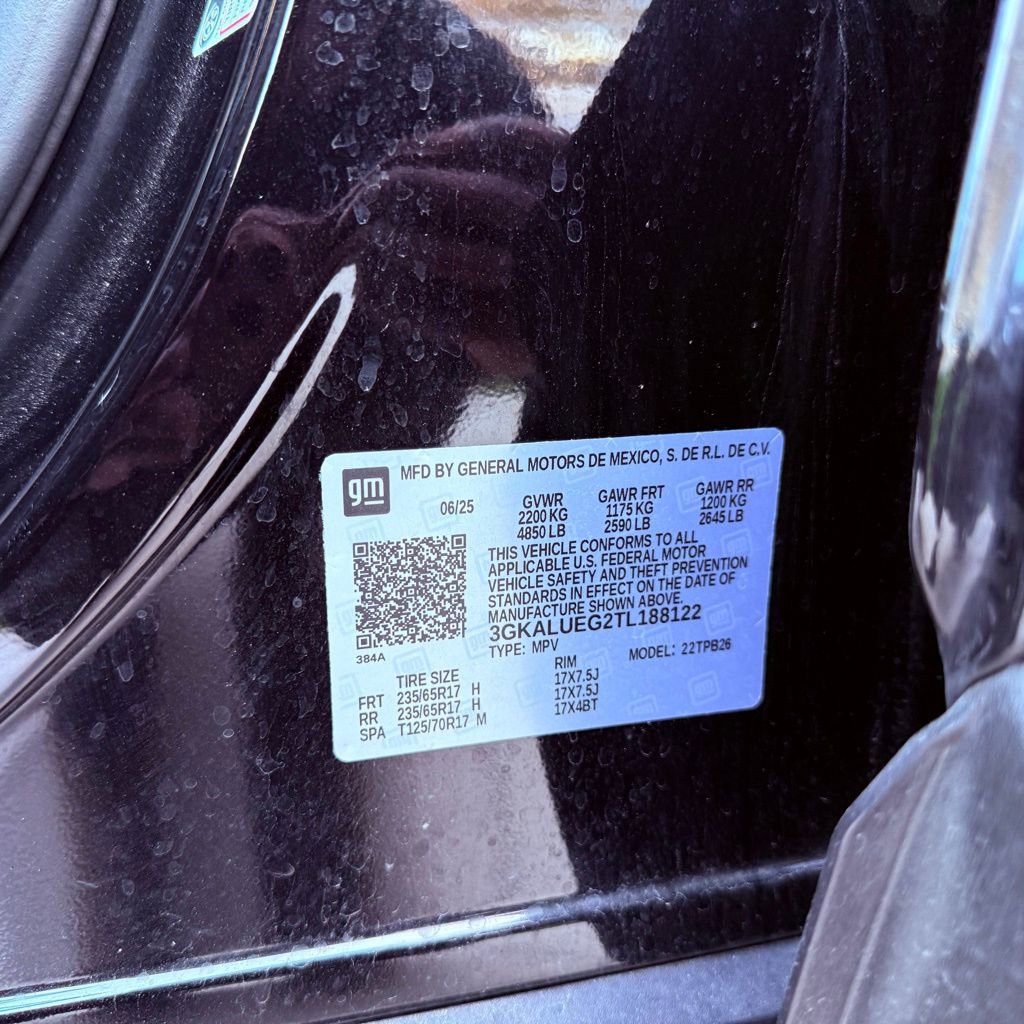 gm
MFD BY GENERAL MOTORS DE MEXICO, S. DE R.L. DE C.V.
06/25
GVWR
2200 KG
4850 LB
GAWR FRT
1175 KG
2590 LB
GAWR RR
1200 KG
2645 LB
THIS VEHICLE CONFORMS TO ALL
APPLICABLE U.S. FEDERAL MOTOR
VEHICLE SAFETY AND THEFT PREVENTION
STANDARDS IN EFFECT ON THE DATE OF
MANUFACTURE SHOWN ABOVE.
3GKALUEG2TL188122
TYPE: MPV MODEL: 22TPB26
384A
TIRE SIZE RIM
FRT 235/65R17 H 17X7.5J
RR 235/65R17 H 17X7.5J
SPA T125/70R17 M 17X4BT